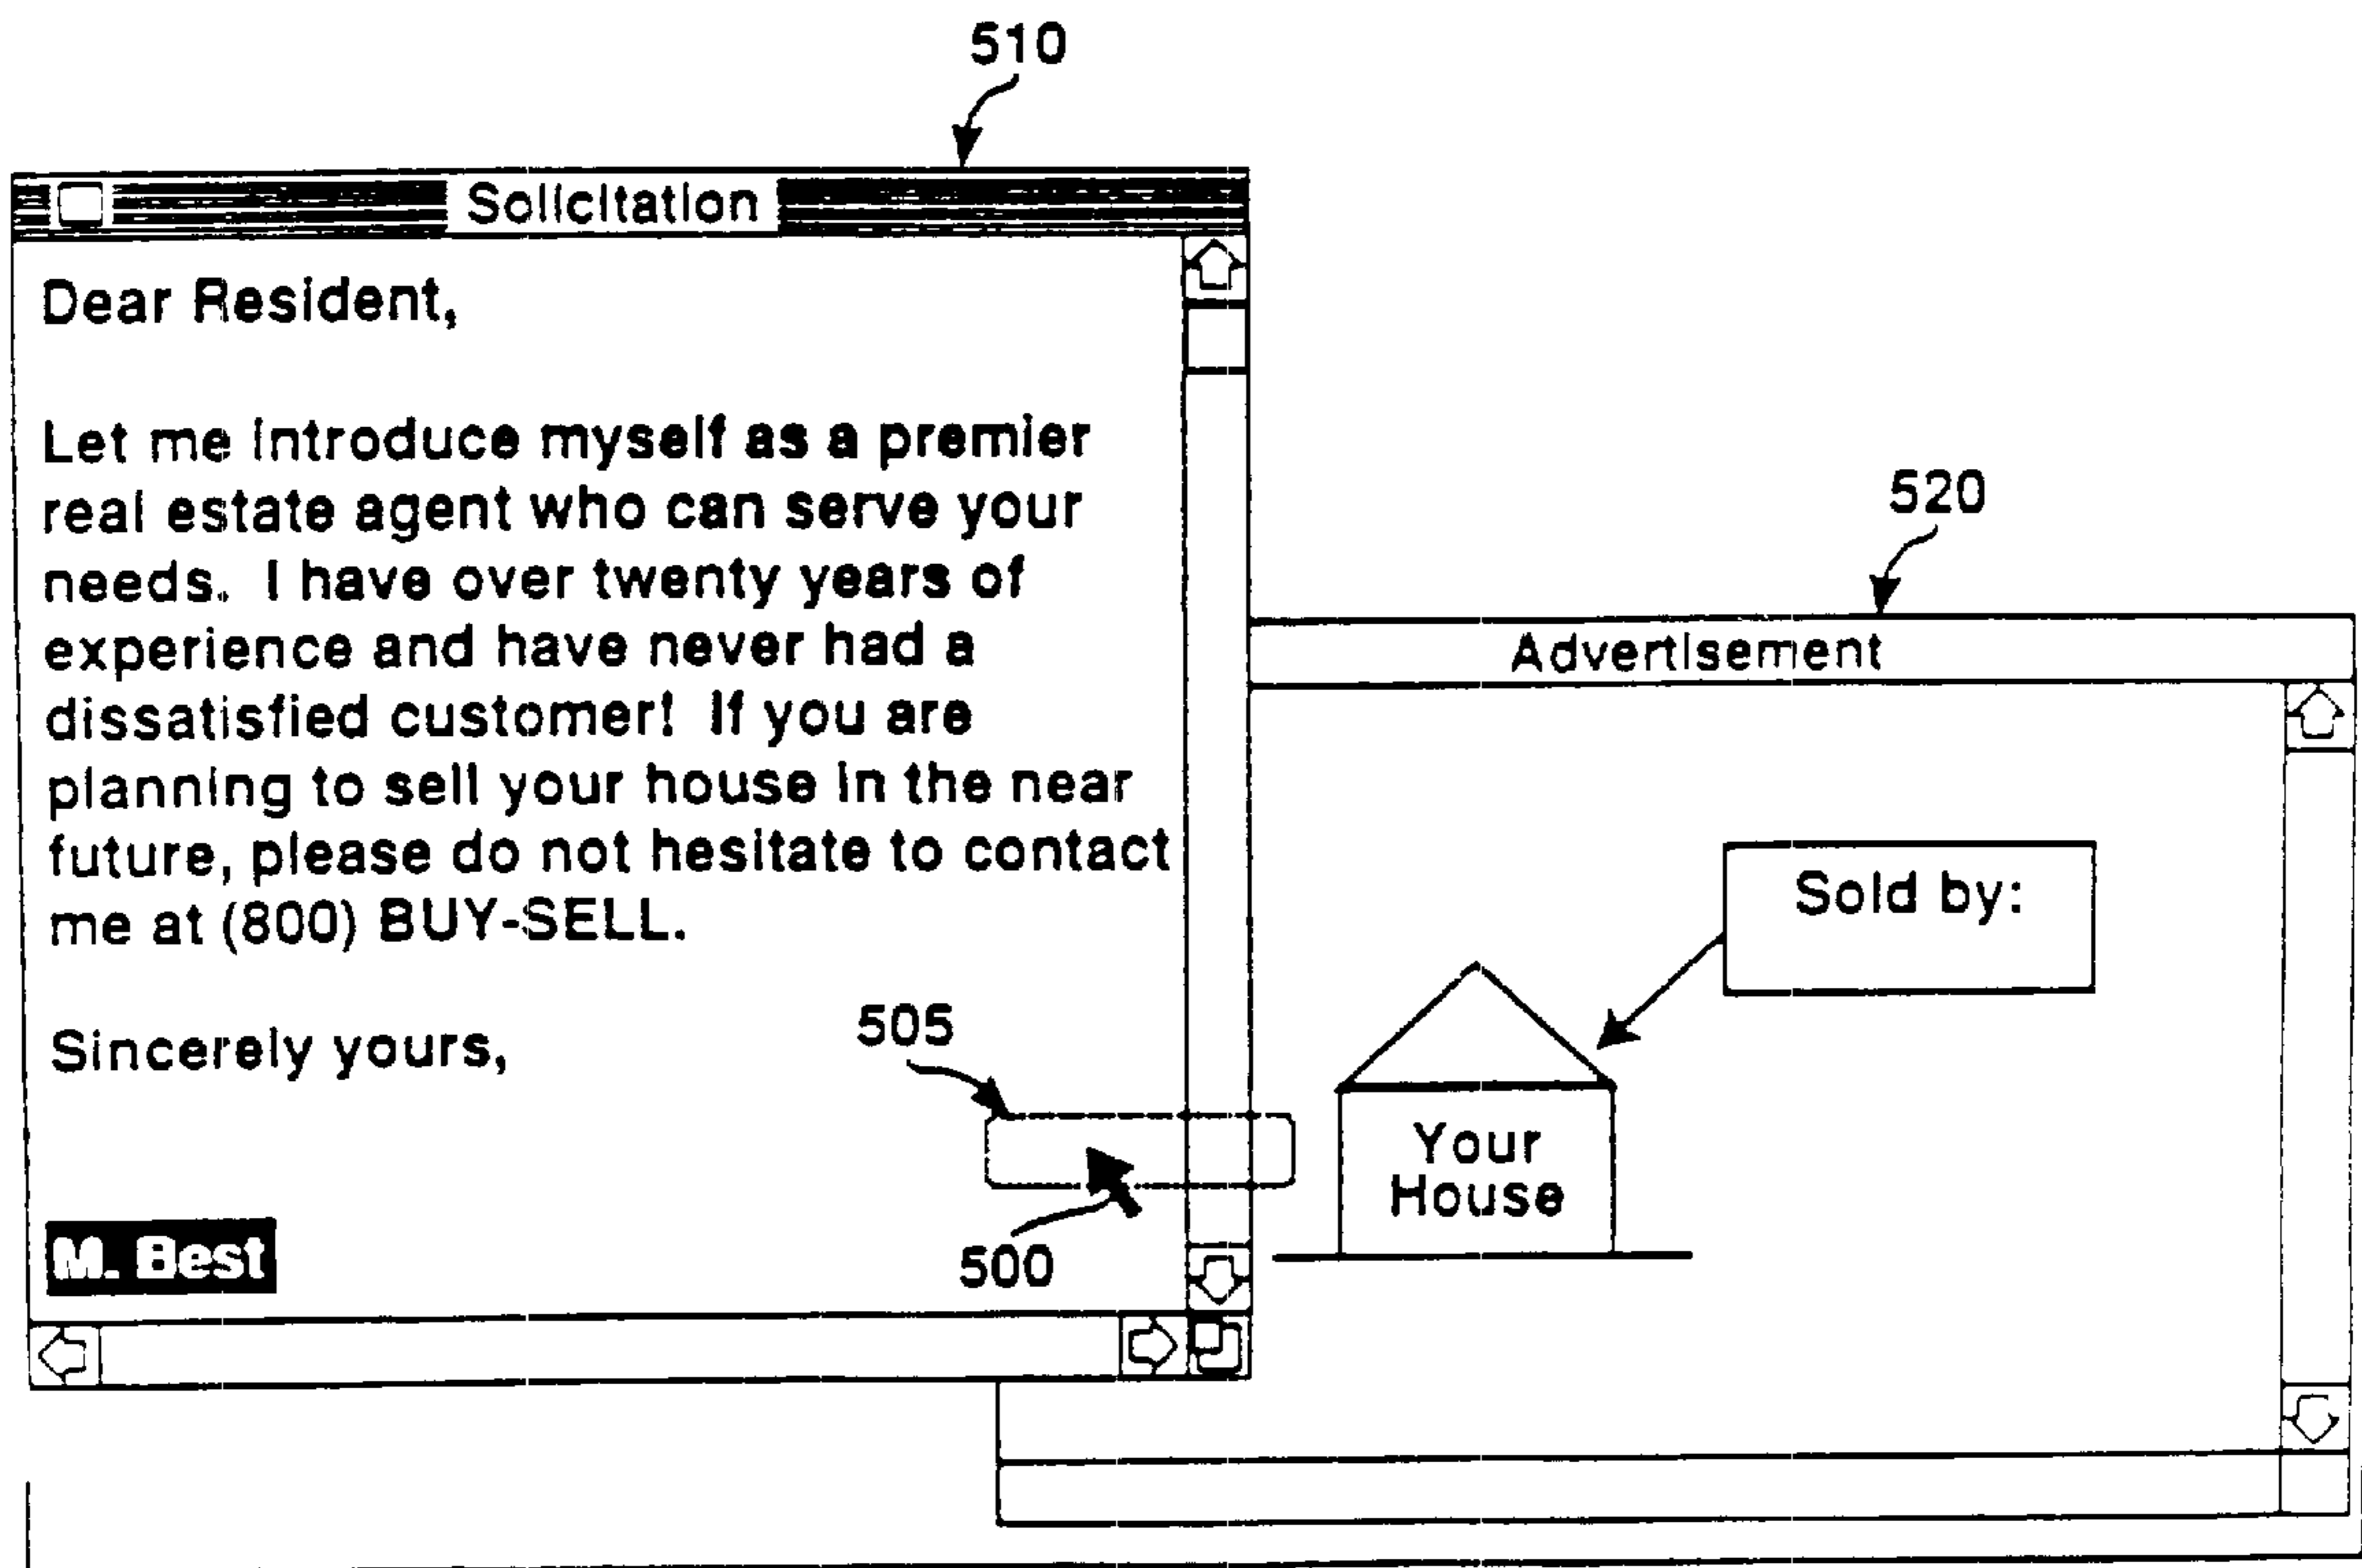 510
Solicitation
Dear Resident,
Let me introduce myself as a premier
real estate agent who can serve your
needs. I have over twenty years of
experience and have never had a
dissatisfied customer! If you are
planning to sell your house in the near
future, please do not hesitate to contact
me at (800) BUY-SELL.
Sincerely yours,
505
500
M. Best
520
Advertisement
Sold by:
Your
House